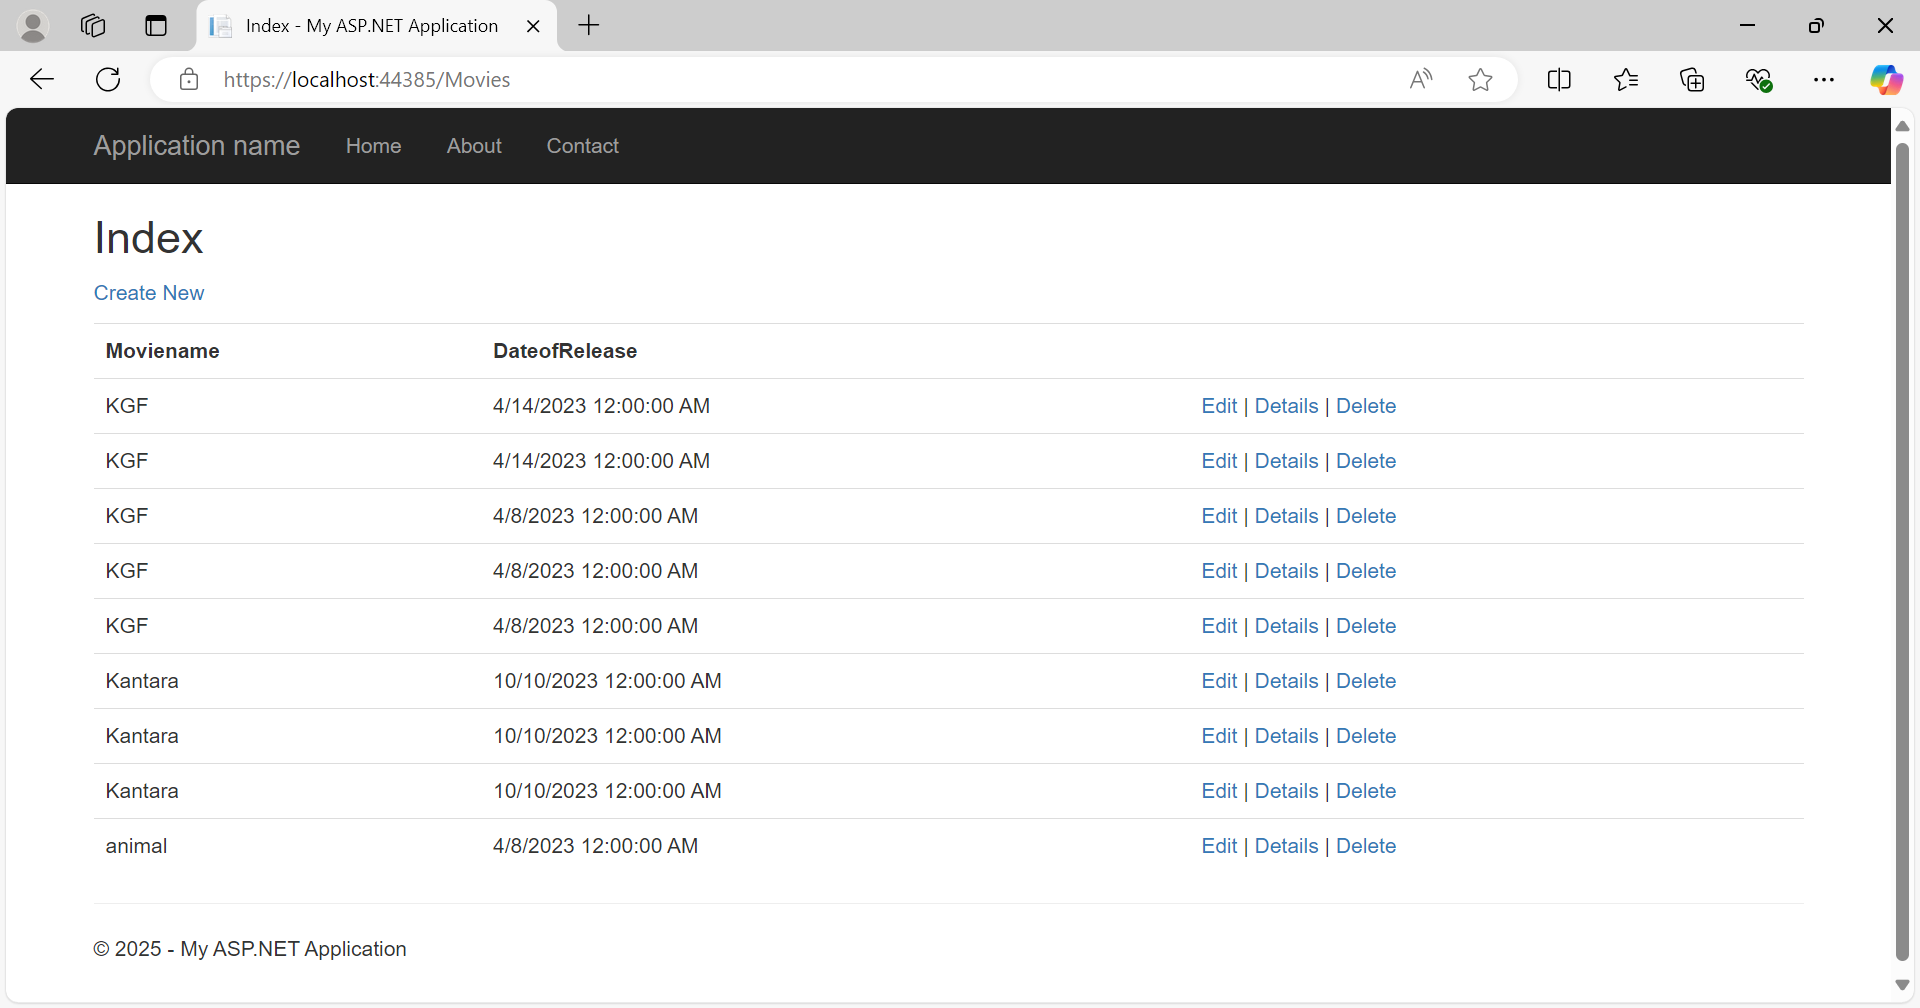 Index - My ASP.NET Application
https://localhost:44385/Movies
Application name Home About Contact
Index
Create New
Moviename DateofRelease
KGF 4/14/2023 12:00:00 AM Edit | Details | Delete
KGF 4/14/2023 12:00:00 AM Edit | Details | Delete
KGF 4/8/2023 12:00:00 AM Edit | Details | Delete
KGF 4/8/2023 12:00:00 AM Edit | Details | Delete
KGF 4/8/2023 12:00:00 AM Edit | Details | Delete
Kantara 10/10/2023 12:00:00 AM Edit | Details | Delete
Kantara 10/10/2023 12:00:00 AM Edit | Details | Delete
Kantara 10/10/2023 12:00:00 AM Edit | Details | Delete
animal 4/8/2023 12:00:00 AM Edit | Details | Delete
© 2025 - My ASP.NET Application